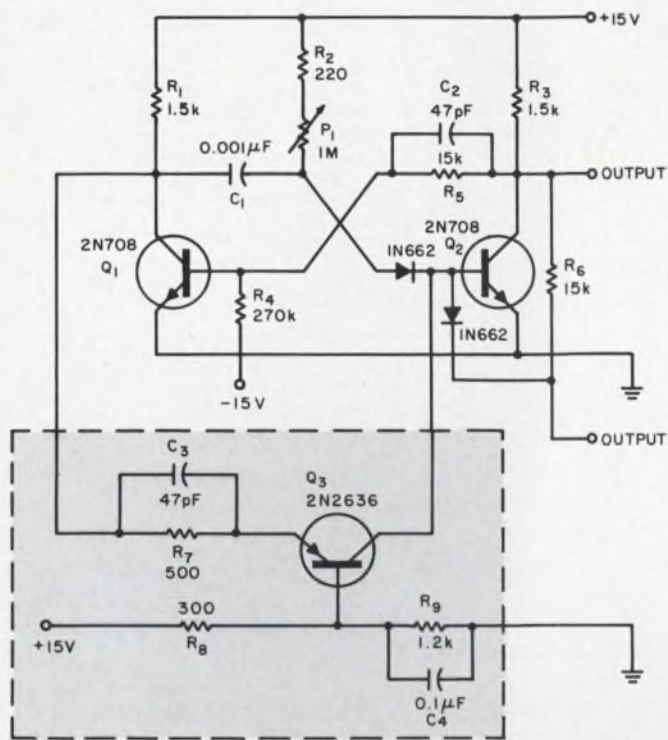 +15V
R2
220
R1
1.5k
C2
47pF
R3
1.5k
P1
1M
0.001µF
15k
OUTPUT
C1
R5
2N708
Q1
2N708
Q2
1N662
R6
15k
R4
270k
1N662
-15V
OUTPUT
C3
47pF
Q3
2N2636
R7
500
300
R9
1.2k
+15V
R8
0.1µF
C4